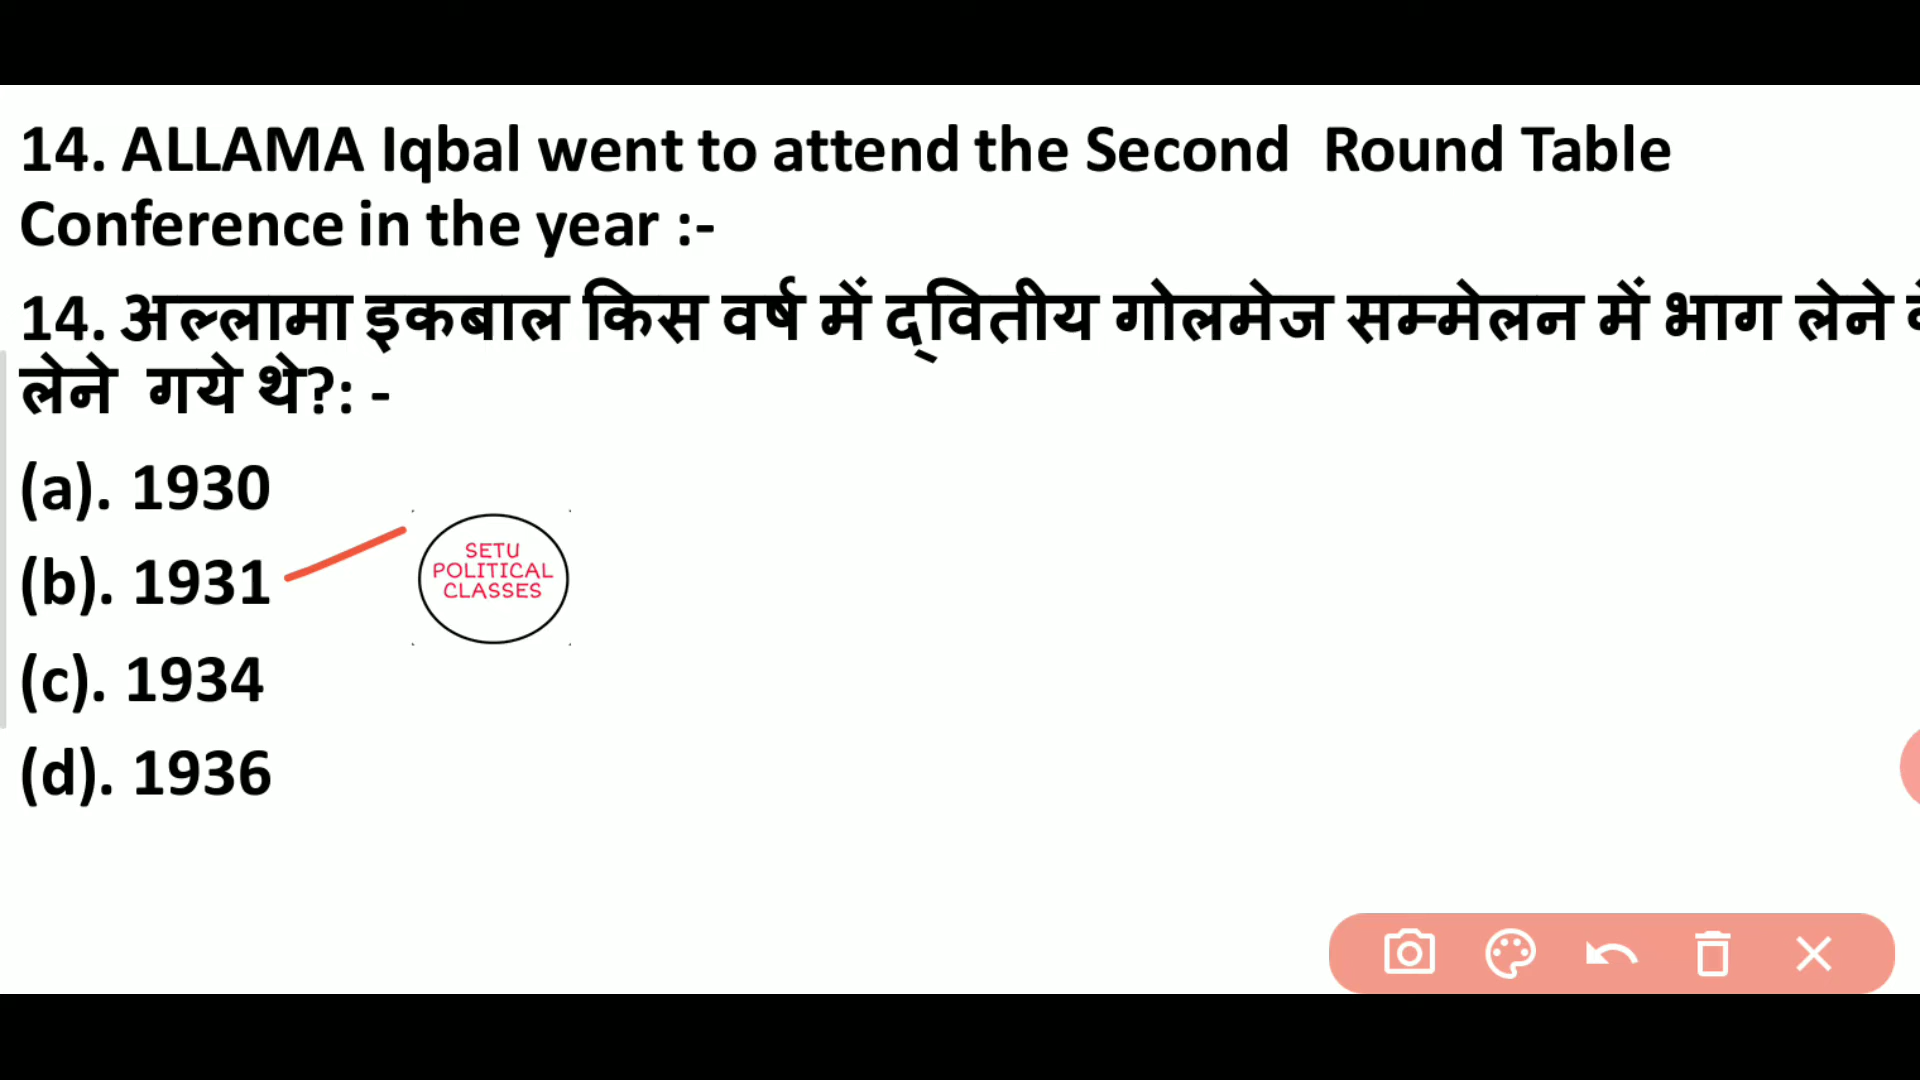 14. ALLAMA Iqbal went to attend the Second Round Table
Conference in the year :-
14. अल्लामा इकबाल किस वर्ष में द्वितीय गोलमेज सम्मेलन में भाग लेने
लेने गये थे?: -
(a). 1930
(b). 1931
SETU
POLITICAL
CLASSES
(c). 1934
(d). 1936